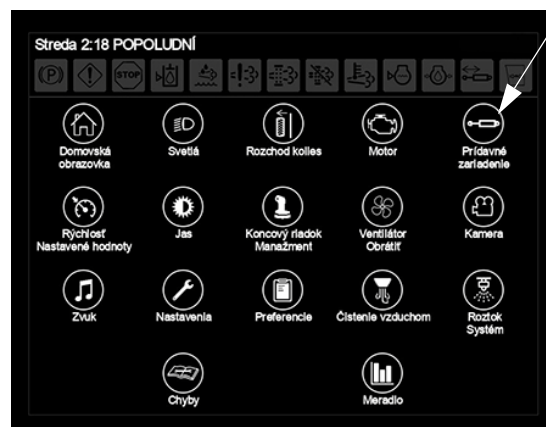 Streda 2:18 POPOLUDNÍ
STOP
Domovská
obrazovka
Svetlá
Rozchod kolies
Motor
Prídavné
zariadenie
Rýchlosť
Nastavené hodnoty
Jas
Koncový riadok
Manažment
Ventilátor
Obrátiť
Kamera
Zvuk
Nastavenia
Preferencie
Čistenie vzduchom
Roztok
Systém
Chyby
Meradlo